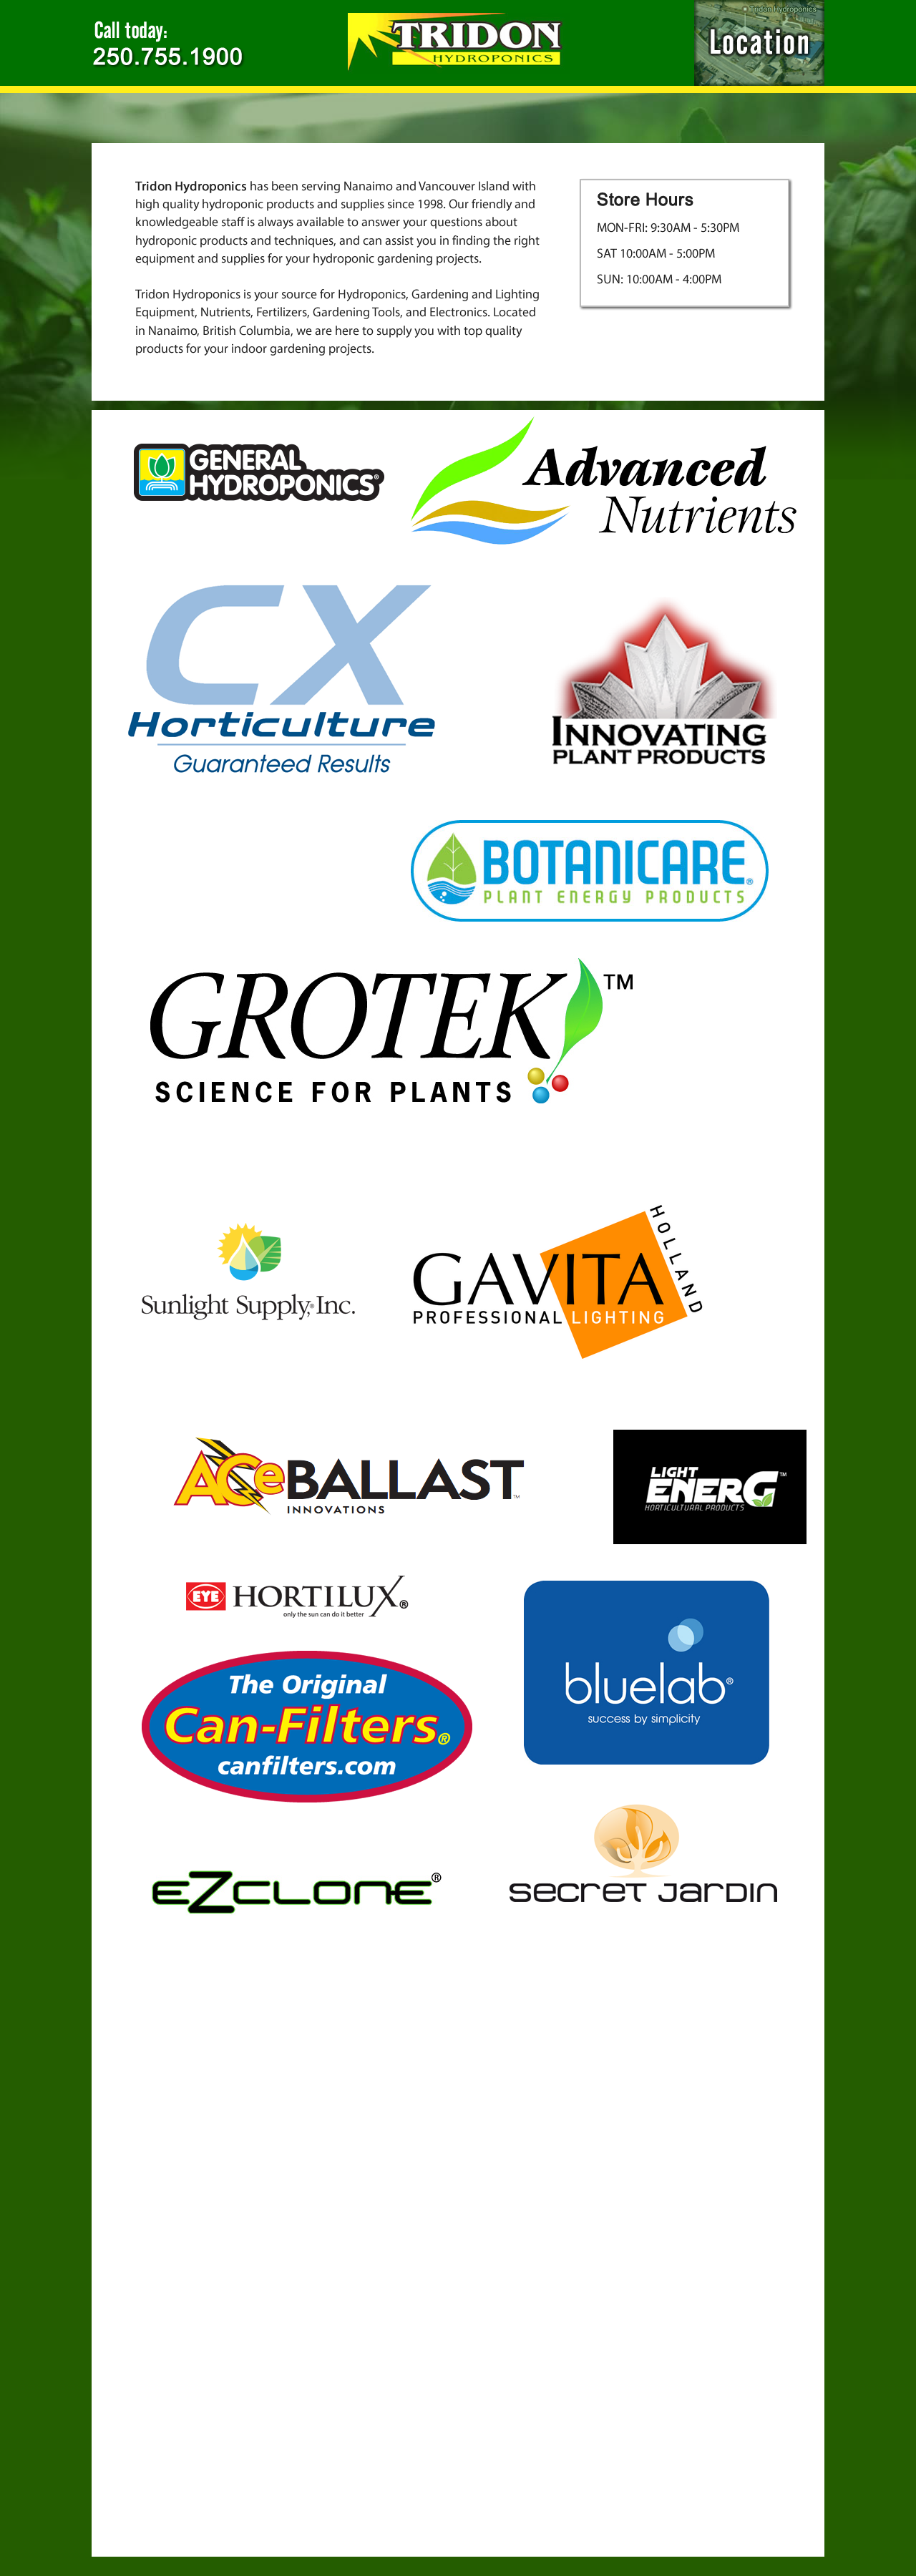 Call today:
250.755.1900
TRIDON
HYDROPONICS
Tridon Hydroponics
Location
Tridon Hydroponics has been serving Nanaimo and Vancouver Island with
high quality hydroponic products and supplies since 1998. Our friendly and
knowledgeable staff is always available to answer your questions about
hydroponic products and techniques, and can assist you in finding the right
equipment and supplies for your hydroponic gardening projects.
Tridon Hydroponics is your source for Hydroponics, Gardening and Lighting
Equipment, Nutrients, Fertilizers, Gardening Tools, and Electronics. Located
in Nanaimo, British Columbia, we are here to supply you with top quality
products for your indoor gardening projects.
Store Hours
MON-FRI: 9:30AM - 5:30PM
SAT 10:00AM - 5:00PM
SUN: 10:00AM - 4:00PM
GENERAL
HYDROPONICS®
Advanced
Nutrients
CX
Horticulture
Guaranteed Results
INNOVATING
PLANT PRODUCTS
BOTANICARE®
PLANT ENERGY PRODUCTS
GROTEK™
SCIENCE FOR PLANTS
Sunlight Supply,® Inc.
GAVITA
PROFESSIONAL LIGHTING
HOLLAND
ACe BALLAST™
INNOVATIONS
LIGHT
ENERG™
HORTICULTURAL PRODUCTS
EYE HORTILUX®
only the sun can do it better
bluelab®
success by simplicity
The Original
Can-Filters®
canfilters.com
eZclone®
secret Jardin